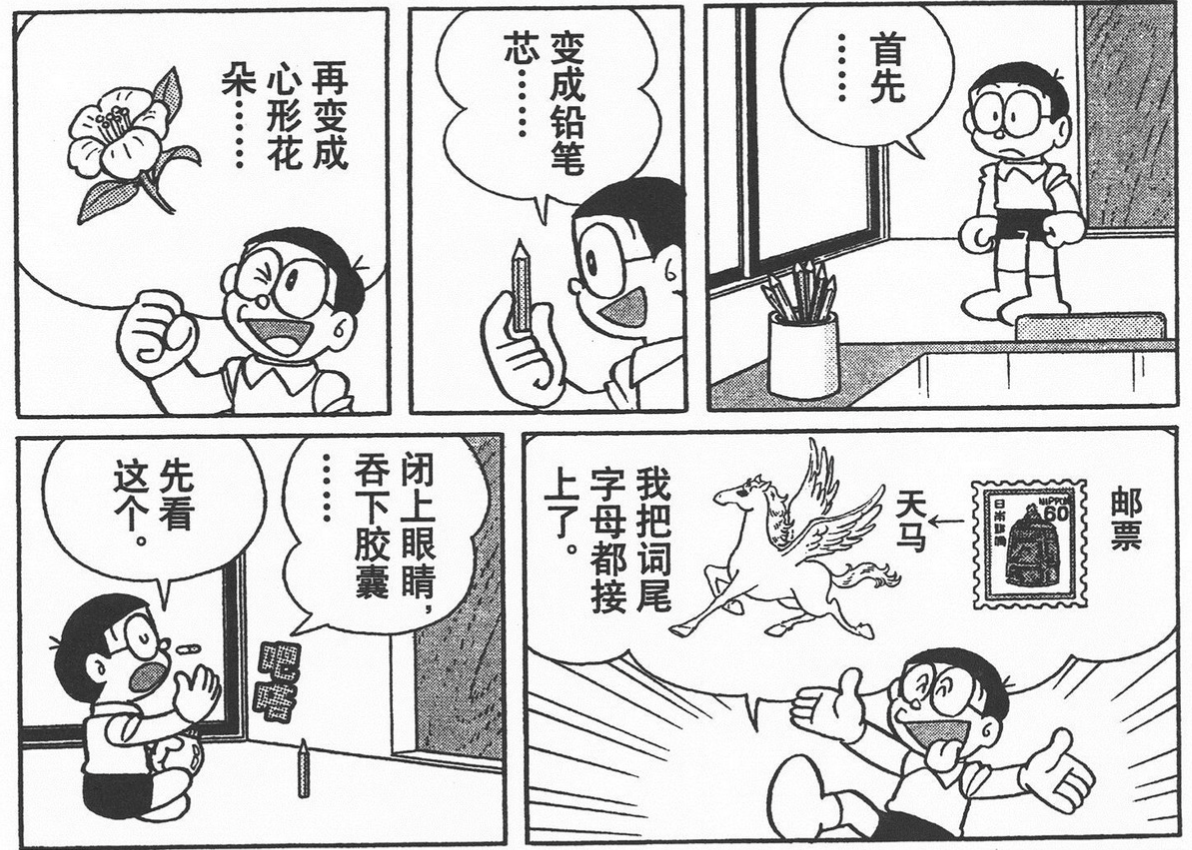 首先
……
变成铅笔
芯……
再变成
心形花
朵……
邮票
NIPPON
60
天马
我把词尾
字母都接
上了。
闭上眼睛，
吞下胶囊
……
先看
这个。